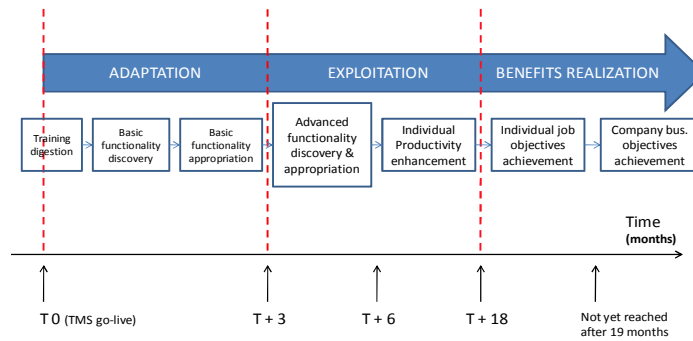 ADAPTATION
EXPLOITATION
BENEFITS REALIZATION
Training
digestion
Basic
functionality
discovery
Basic
functionality
appropriation
Advanced
functionality
discovery &
appropriation
Individual
Productivity
enhancement
Individual job
objectives
achievement
Company bus.
objectives
achievement
Time
(months)
T 0 (TMS go-live)
T + 3
T + 6
T + 18
Not yet reached
after 19 months